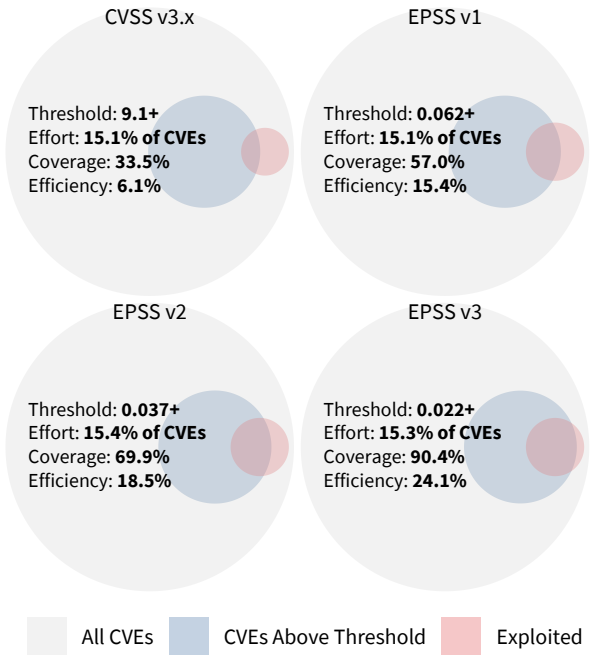 CVSS v3.x
Threshold: 9.1+
Effort: 15.1% of CVEs
Coverage: 33.5%
Efficiency: 6.1%
EPSS v1
Threshold: 0.062+
Effort: 15.1% of CVEs
Coverage: 57.0%
Efficiency: 15.4%
EPSS v2
Threshold: 0.037+
Effort: 15.4% of CVEs
Coverage: 69.9%
Efficiency: 18.5%
EPSS v3
Threshold: 0.022+
Effort: 15.3% of CVEs
Coverage: 90.4%
Efficiency: 24.1%
All CVEs
CVEs Above Threshold
Exploited